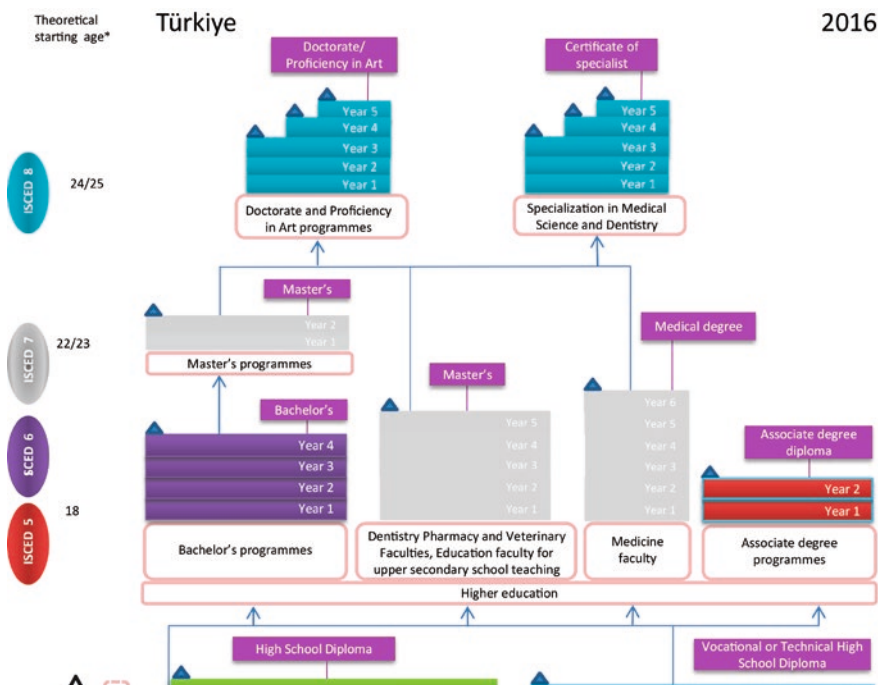 Theoretical
starting age*
Türkiye
2016
Doctorate/
Proficiency in Art
Certificate of
specialist
Year 5
Year 4
Year 3
Year 2
Year 1
Year 5
Year 4
Year 3
Year 2
Year 1
ISCED 8
24/25
Doctorate and Proficiency
in Art programmes
Specialization in Medical
Science and Dentistry
Master's
Year 2
Year 1
ISCED 7
22/23
Master's programmes
Medical degree
Master's
Bachelor's
Year 6
Year 5
Year 4
Year 3
Year 2
Year 1
Year 5
Year 4
Year 3
Year 2
Year 1
Associate degree
diploma
ISCED 6
Year 4
Year 3
Year 2
Year 1
Year 2
Year 1
ISCED 5
18
Bachelor's programmes
Dentistry Pharmacy and Veterinary
Faculties, Education faculty for
upper secondary school teaching
Medicine
faculty
Associate degree
programmes
Higher education
High School Diploma
Vocational or Technical High
School Diploma